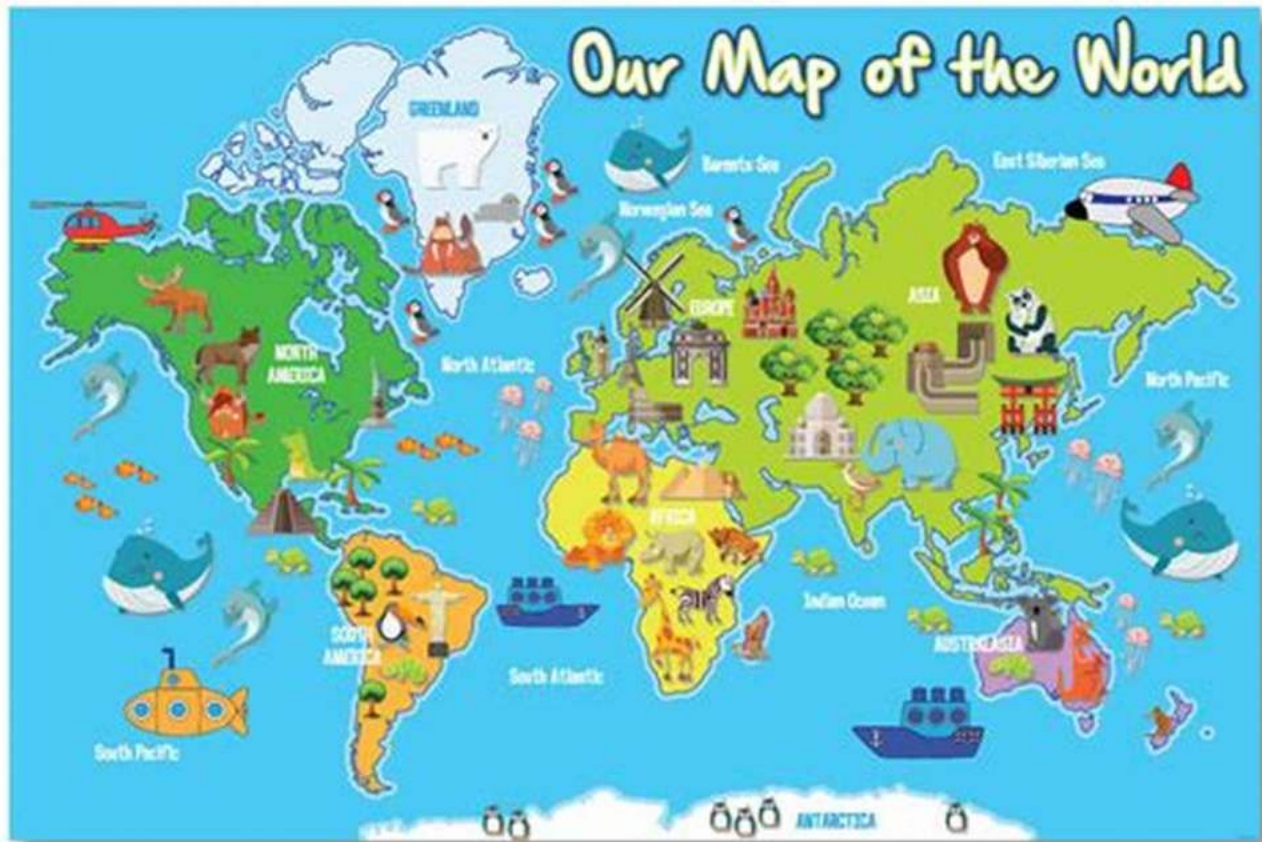 Our Map of the World
GREENLAND
Barents Sea
East Siberian Sea
Norwegian Sea
ASIA
EUROPE
NORTH
AMERICA
North Atlantic
North Pacific
AFRICA
Indian Ocean
SOUTH
AMERICA
AUSTRALASIA
South Atlantic
South Pacific
ANTARCTICA